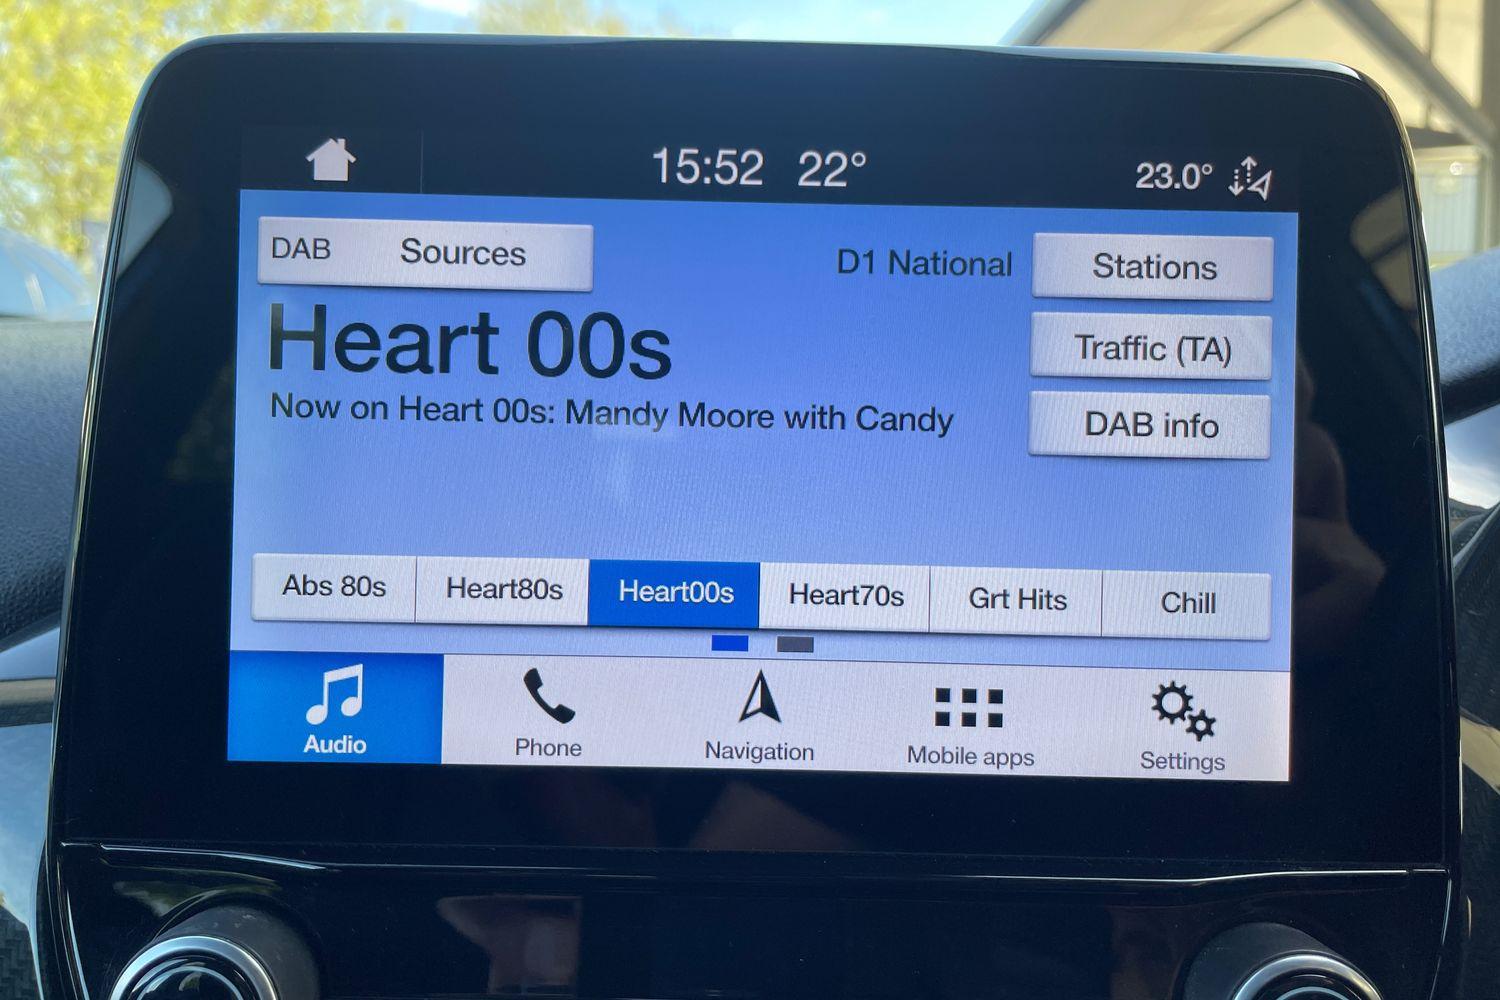 15:52 22° 23.0°
DAB Sources
D1 National
Stations
Heart 00s
Traffic (TA)
Now on Heart 00s: Mandy Moore with Candy
DAB info
Abs 80s Heart80s Heart00s Heart70s Grt Hits Chill
Audio Phone Navigation Mobile apps Settings